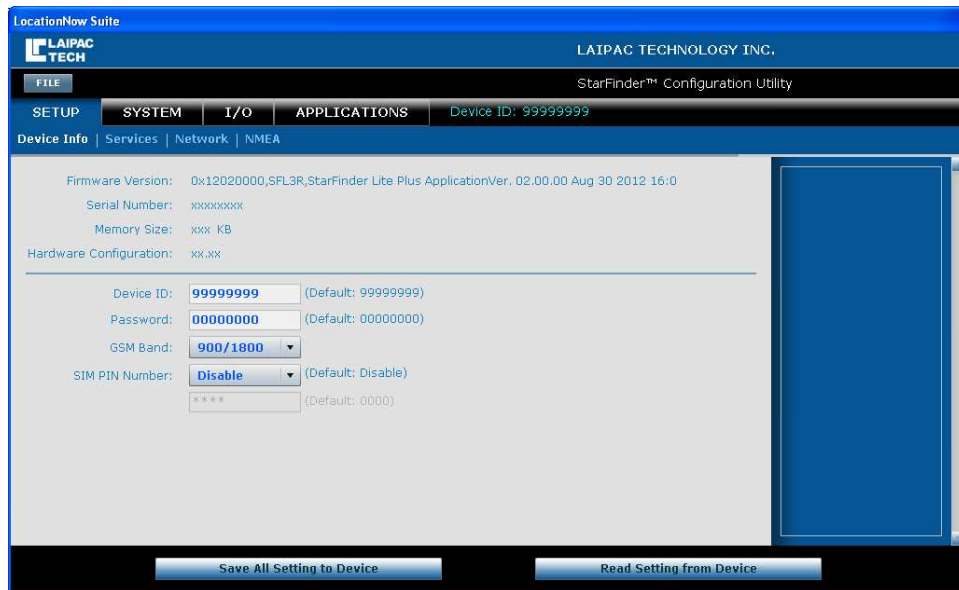 LocationNow Suite
LAIPAC
TECH
LAIPAC TECHNOLOGY INC.
FILE
StarFinder™ Configuration Utility
SETUP SYSTEM I/O APPLICATIONS Device ID: 99999999
Device Info | Services | Network | NMEA
Firmware Version: 0x12020000,SFL3R,StarFinder Lite Plus ApplicationVer. 02.00.00 Aug 30 2012 16:0
Serial Number: xxxxxxxx
Memory Size: xxx KB
Hardware Configuration: xx.xx
Device ID: 99999999 (Default: 99999999)
Password: 00000000 (Default: 00000000)
GSM Band: 900/1800
SIM PIN Number: Disable (Default: Disable)
**** (Default: 0000)
Save All Setting to Device Read Setting from Device